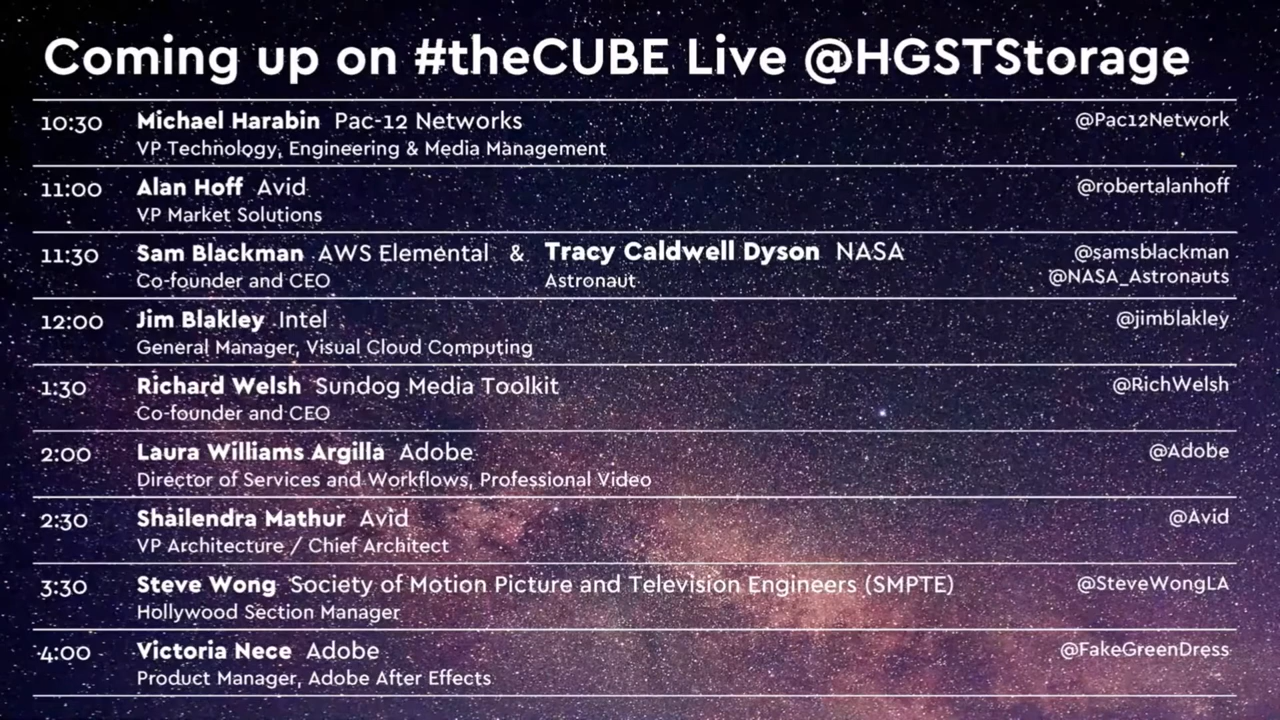 Coming up on #theCUBE Live @HGSTStorage
10:30 Michael Harabin Pac-12 Networks @Pac12Network
VP Technology, Engineering & Media Management
11:00 Alan Hoff Avid @robertalanhoff
VP Market Solutions
11:30 Sam Blackman AWS Elemental & Tracy Caldwell Dyson NASA @samsblackman
Co-founder and CEO Astronaut @NASA_Astronauts
12:00 Jim Blakley Intel @jimblakley
General Manager, Visual Cloud Computing
1:30 Richard Welsh Sundog Media Toolkit @RichWelsh
Co-founder and CEO
2:00 Laura Williams Argilla Adobe @Adobe
Director of Services and Workflows, Professional Video
2:30 Shailendra Mathur Avid @Avid
VP Architecture / Chief Architect
3:30 Steve Wong Society of Motion Picture and Television Engineers (SMPTE) @SteveWongLA
Hollywood Section Manager
4:00 Victoria Nece Adobe @FakeGreenDress
Product Manager, Adobe After Effects